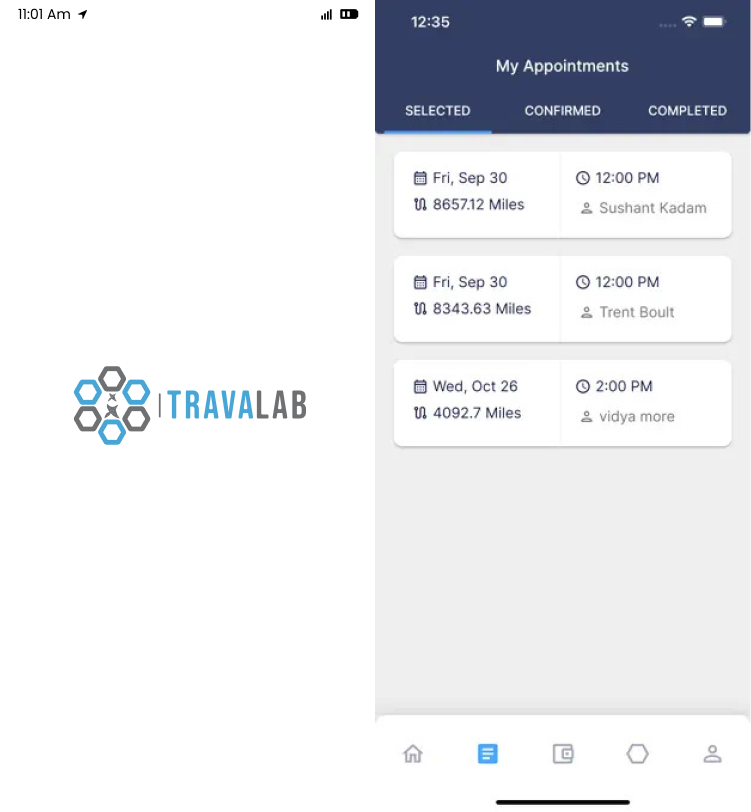 11:01 Am
TRAVALAB
12:35
My Appointments
SELECTED CONFIRMED COMPLETED
Fri, Sep 30 12:00 PM
8657.12 Miles Sushant Kadam
Fri, Sep 30 12:00 PM
8343.63 Miles Trent Boult
Wed, Oct 26 2:00 PM
4092.7 Miles vidya more